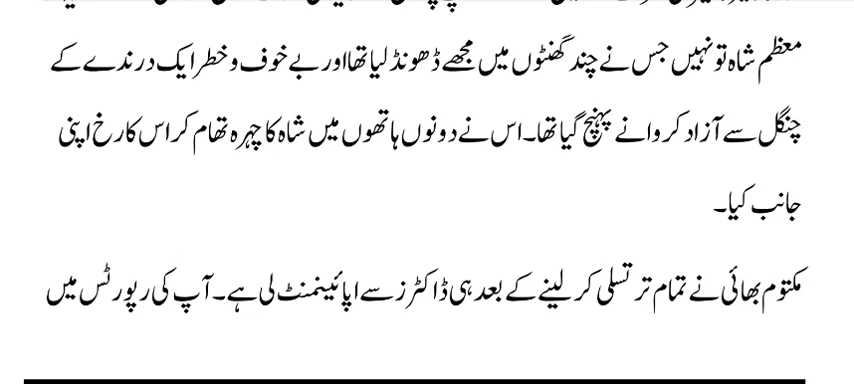 معظم شاہ تو نہیں جس نے چند گھنٹوں میں مجھے ڈھونڈ لیا تھا اور بے خوف و خطر ایک درندے کے
چنگل سے آزاد کروانے پہنچ گیا تھا۔ اس نے دونوں ہاتھوں میں شاہ کا چہرہ تھام کر اس کا رخ اپنی
جانب کیا۔
مکتوم بھائی نے تمام تر تسلی کر لینے کے بعد ہی ڈاکٹرز سے اپائینمنٹ لی ہے۔ آپ کی رپورٹس میں